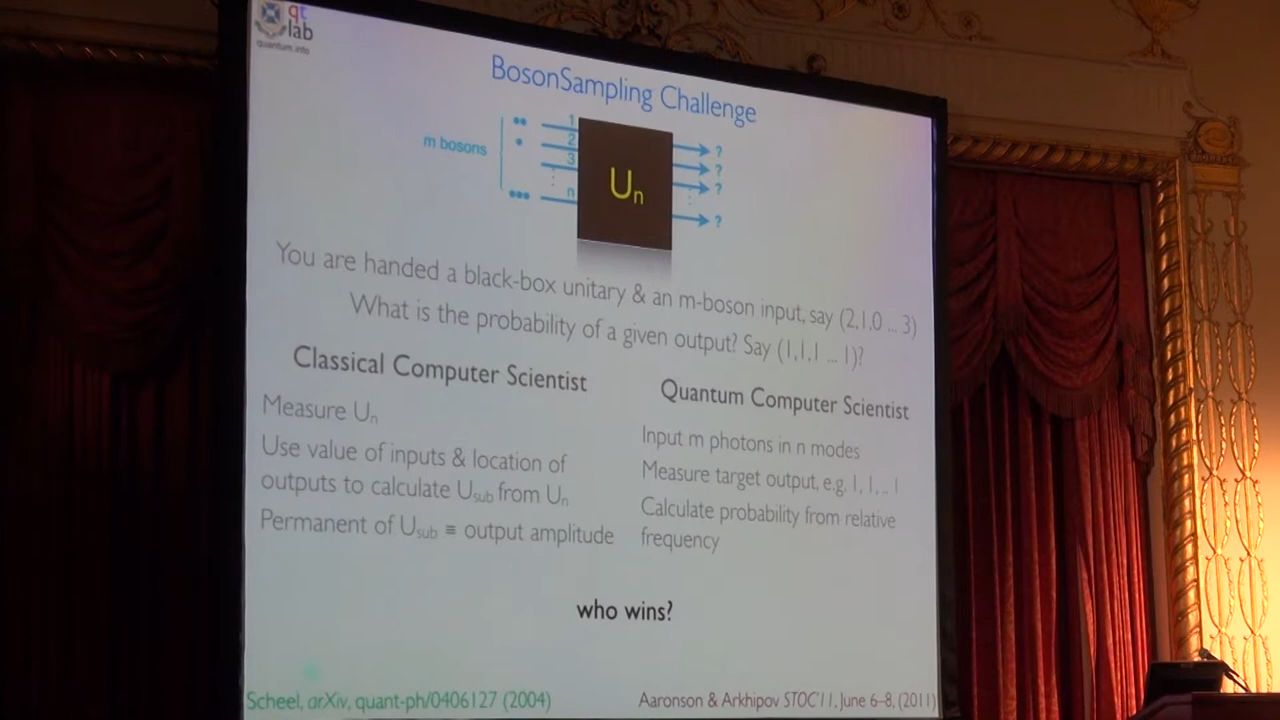 qt
lab
quantum.info
BosonSampling Challenge
m bosons
1
2
3
n
Un
?
?
?
?
You are handed a black-box unitary & an m-boson input, say (2,1,0 ... 3)
What is the probability of a given output? Say (1,1,1 ... 1)?
Classical Computer Scientist
Measure Un
Use value of inputs & location of
outputs to calculate Usub from Un
Permanent of Usub ≡ output amplitude
Quantum Computer Scientist
Input m photons in n modes
Measure target output, e.g. 1, 1, .. 1
Calculate probability from relative
frequency
who wins?
Scheel, arXiv, quant-ph/0406127 (2004)
Aaronson & Arkhipov STOC'11, June 6–8, (2011)